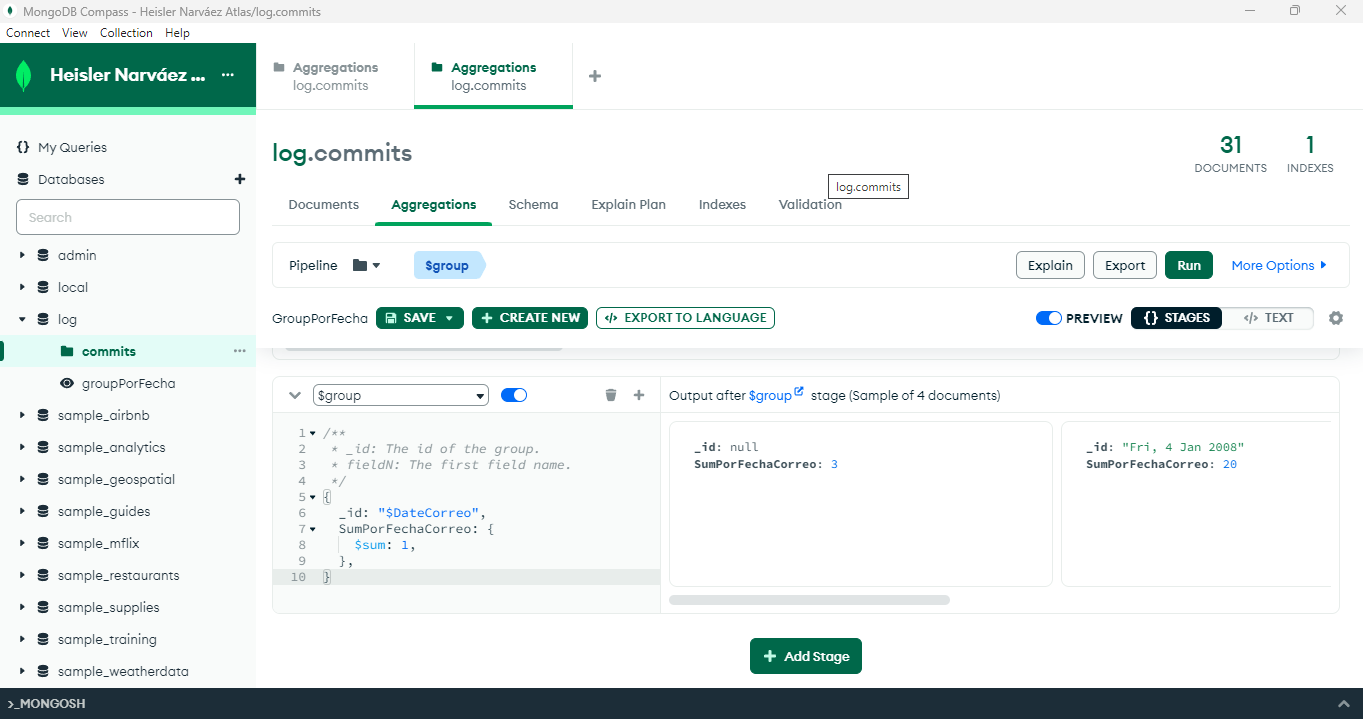 MongoDB Compass - Heisler Narváez Atlas/log.commits
Connect View Collection Help
Heisler Narváez ...
Aggregations
log.commits
Aggregations
log.commits
My Queries
Databases
Search
admin
local
log
commits
groupPorFecha
sample_airbnb
sample_analytics
sample_geospatial
sample_guides
sample_mflix
sample_restaurants
sample_supplies
sample_training
sample_weatherdata
log.commits
31
DOCUMENTS
1
INDEXES
log.commits
Documents Aggregations Schema Explain Plan Indexes Validation
Pipeline $group Explain Export Run More Options
GroupPorFecha SAVE CREATE NEW EXPORT TO LANGUAGE PREVIEW {} STAGES </> TEXT
$group
Output after $group stage (Sample of 4 documents)
1 /**
2 * _id: The id of the group.
3 * fieldN: The first field name.
4 */
5 {
6 _id: "$DateCorreo",
7 SumPorFechaCorreo: {
8 $sum: 1,
9 },
10 }
_id: null
SumPorFechaCorreo: 3
_id: "Fri, 4 Jan 2008"
SumPorFechaCorreo: 20
+ Add Stage
>_MONGOSH